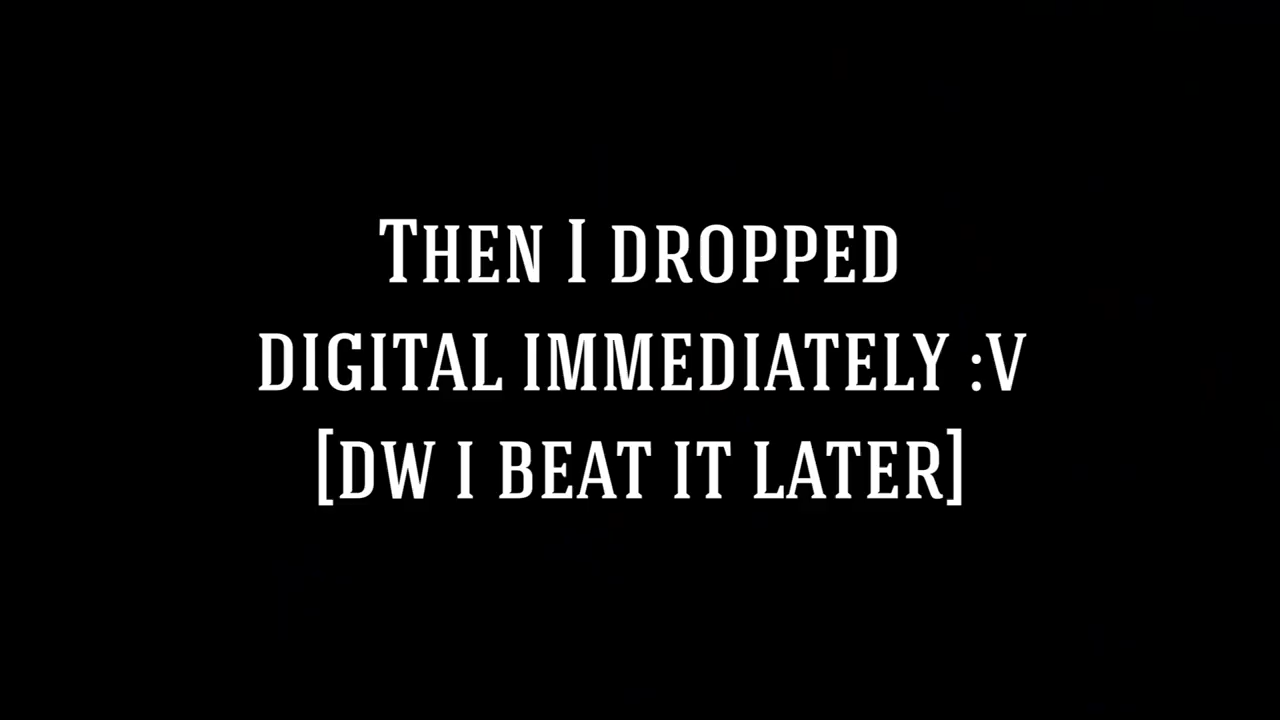 Then I dropped
digital immediately :V
[dw i beat it later]